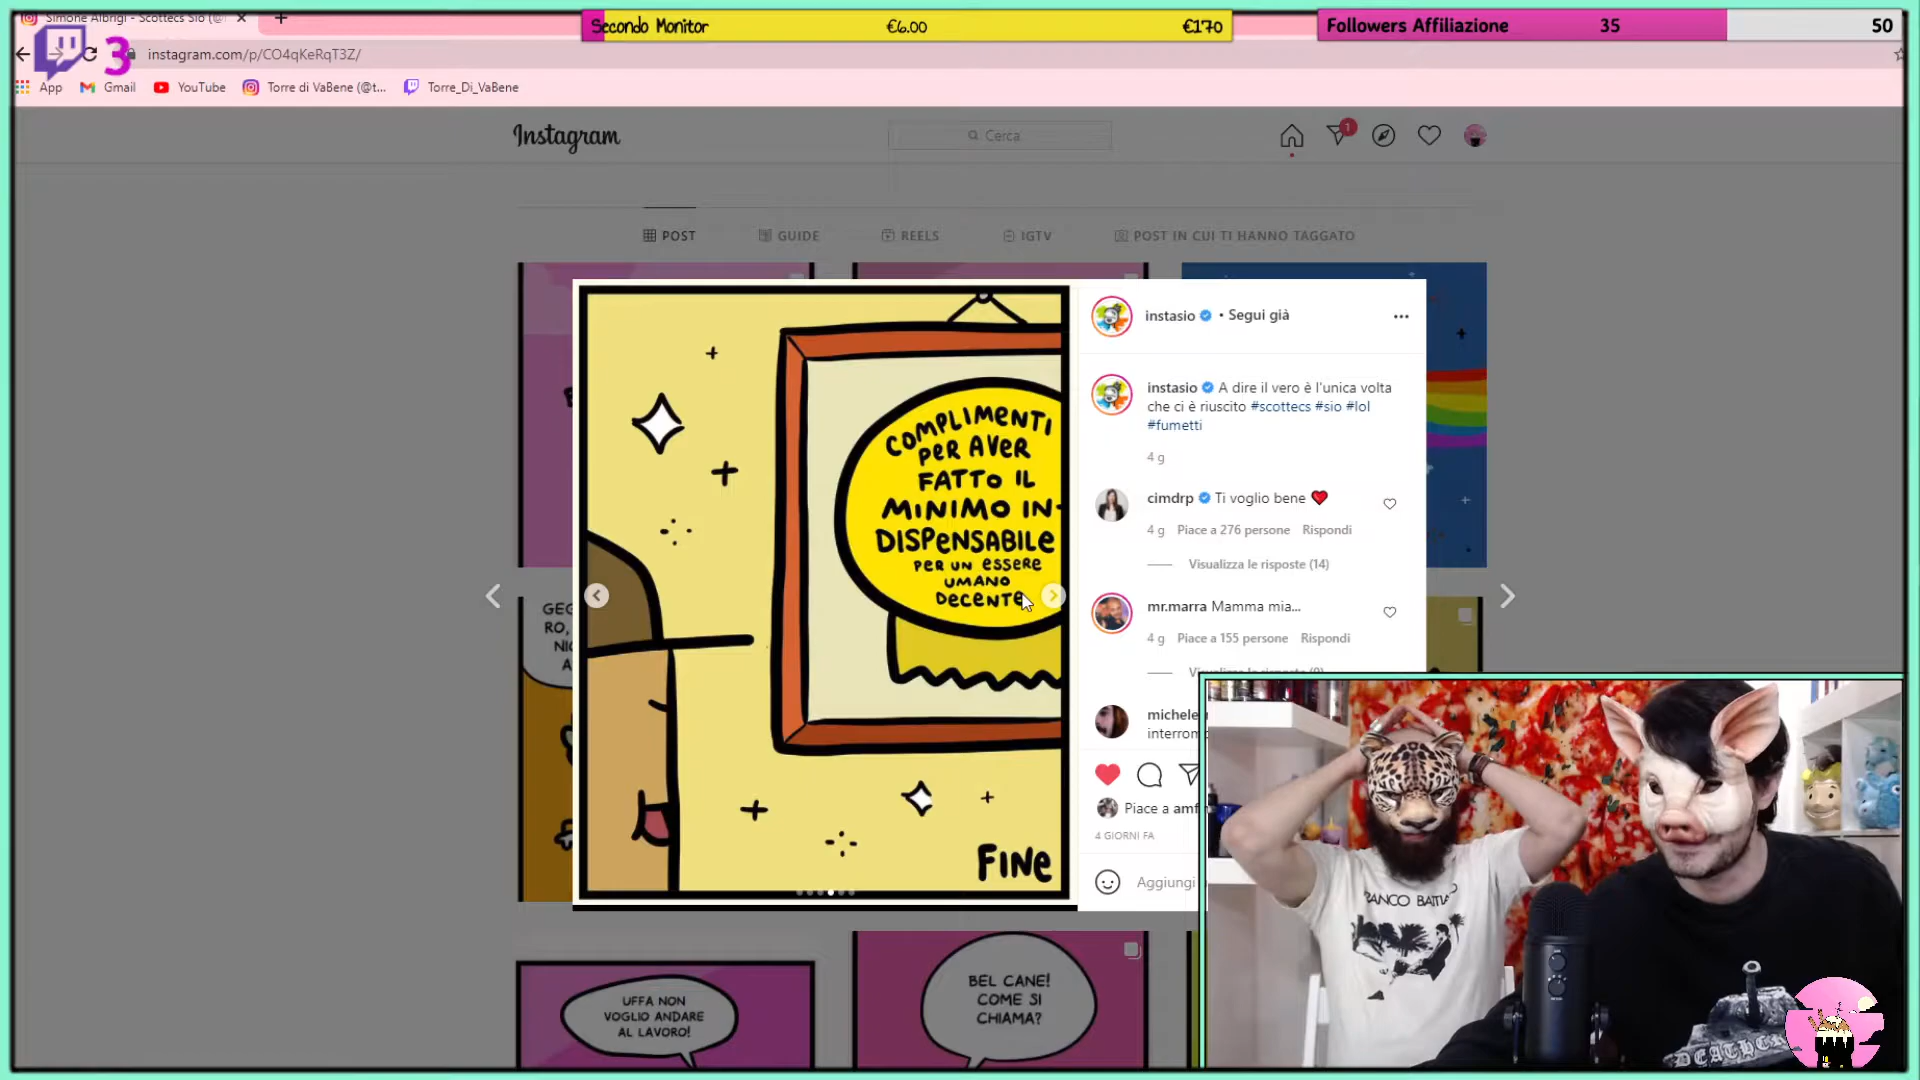 Simone Albrigi - Scottecs Sio (@
Secondo Monitor €6.00 €170
Followers Affiliazione 35 50
3
instagram.com/p/CO4qKeRqT3Z/
App Gmail YouTube Torre di VaBene (@t... Torre_Di_VaBene
Instagram
Cerca
1
POST GUIDE REELS IGTV POST IN CUI TI HANNO TAGGATO
COMPLIMENTI
PER AVER
FATTO IL
MINIMO IN-
DISPENSABILE
PER UN ESSERE
UMANO
DECENTE
FINE
instasio • Segui già
instasio A dire il vero è l'unica volta
che ci è riuscito #scottecs #sio #lol
#fumetti
4 g
cimdrp Ti voglio bene
4 g Piace a 276 persone Rispondi
Visualizza le risposte (14)
mr.marra Mamma mia...
4 g Piace a 155 persone Rispondi
michele
Piace a amf
4 GIORNI FA
Aggiungi
UFFA NON
VOGLIO ANDARE
AL LAVORO!
BEL CANE!
COME SI
CHIAMA?